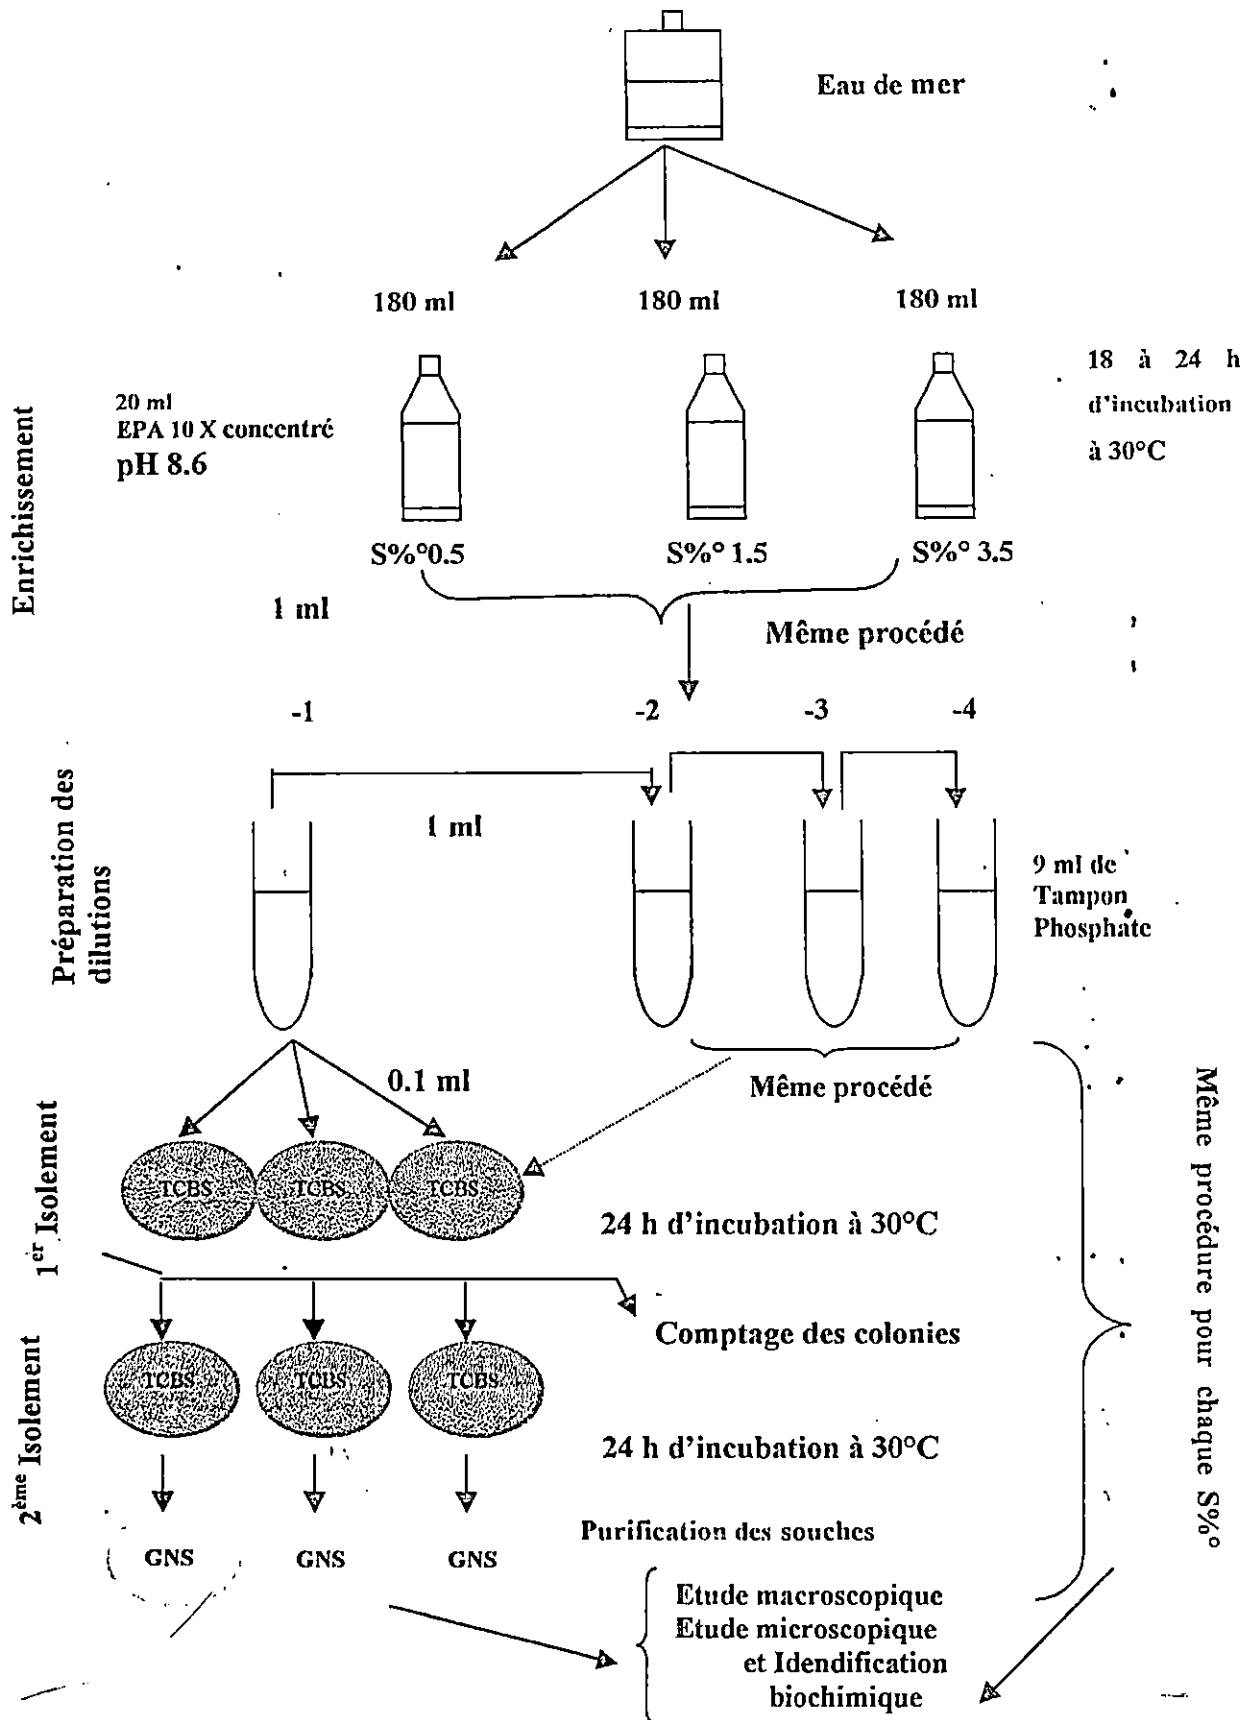 Eau de mer
180 ml
180 ml
180 ml
Enrichissement
20 ml
EPA 10 X concentré
pH 8.6
18 à 24 h
d'incubation
à 30°C
S%°0.5
S%° 1.5
S%° 3.5
1 ml
Même procédé
-1
-2
-3
-4
Préparation des
dilutions
1 ml
9 ml de
Tampon
Phosphate
0.1 ml
Même procédé
1er Isolement
TCBS
TCBS
TCBS
24 h d'incubation à 30°C
Même procédure pour chaque S%°
Comptage des colonies
2ème Isolement
TCBS
TCBS
TCBS
24 h d'incubation à 30°C
Purification des souches
GNS
GNS
GNS
Etude macroscopique
Etude microscopique
et Idendification
biochimique